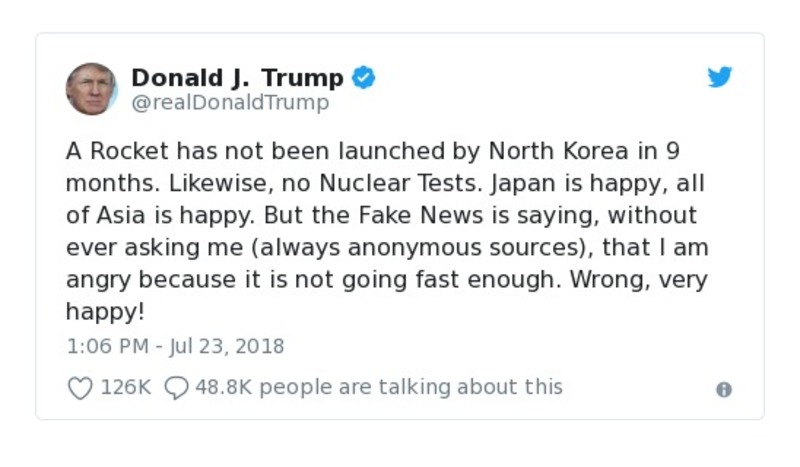 Donald J. Trump
@realDonaldTrump
A Rocket has not been launched by North Korea in 9
months. Likewise, no Nuclear Tests. Japan is happy, all
of Asia is happy. But the Fake News is saying, without
ever asking me (always anonymous sources), that I am
angry because it is not going fast enough. Wrong, very
happy!
1:06 PM - Jul 23, 2018
126K 48.8K people are talking about this